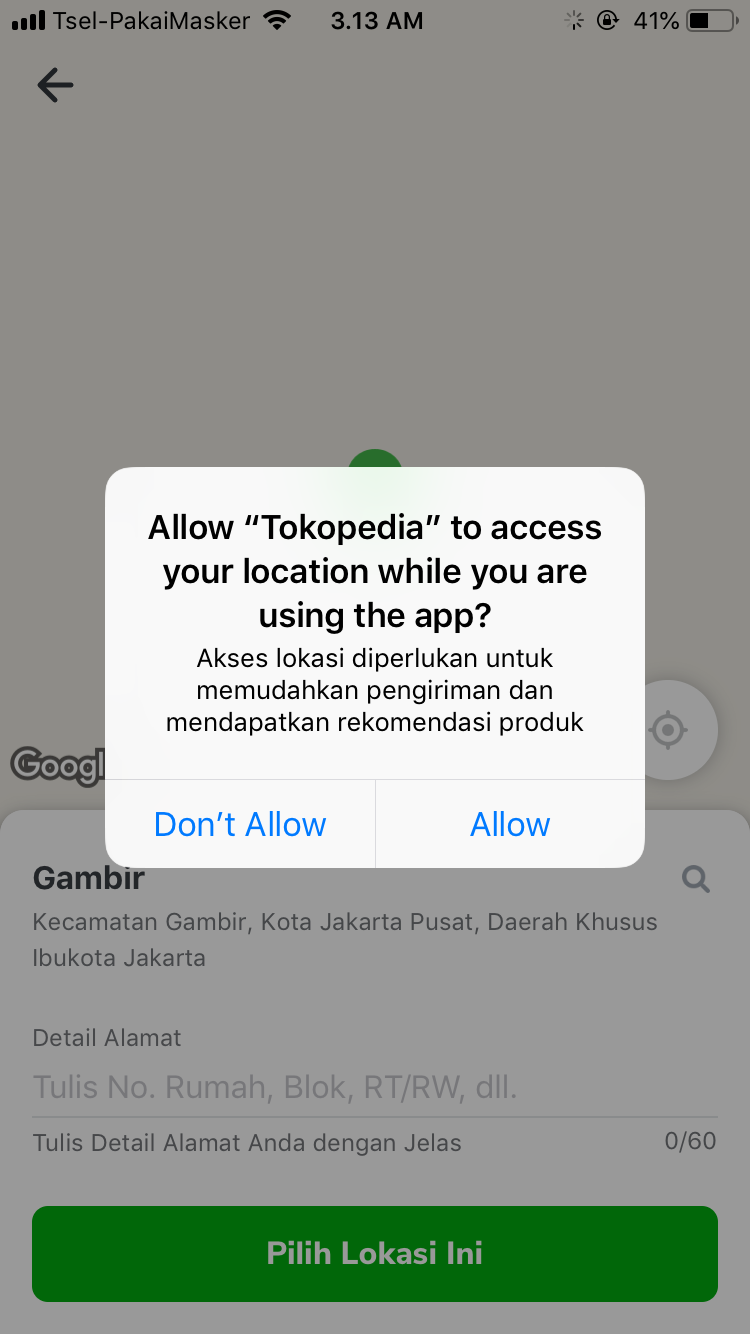 Tsel-PakaiMasker 3.13 AM 41%
Allow “Tokopedia” to access
your location while you are
using the app?
Akses lokasi diperlukan untuk
memudahkan pengiriman dan
mendapatkan rekomendasi produk
Don’t Allow Allow
Gambir
Kecamatan Gambir, Kota Jakarta Pusat, Daerah Khusus
Ibukota Jakarta
Detail Alamat
Tulis No. Rumah, Blok, RT/RW, dll.
Tulis Detail Alamat Anda dengan Jelas 0/60
Pilih Lokasi Ini